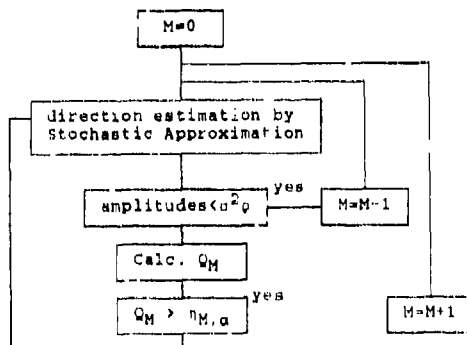 M=0
direction estimation by
Stochastic Approximation
amplitudes<σ²ρ
yes
M=M-1
Calc. Q_M
yes
Q_M > η_M,α
M=M+1